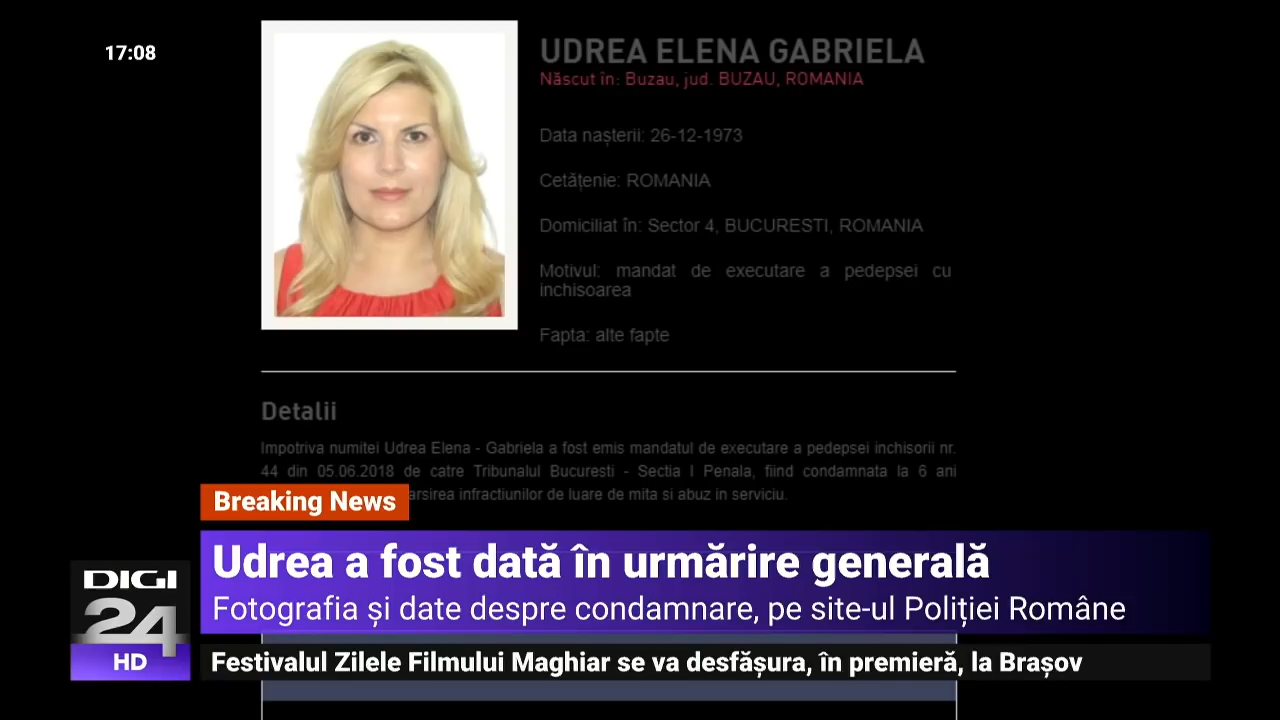 17:08
UDREA ELENA GABRIELA
Născut în: Buzau, jud. BUZAU, ROMANIA
Data nașterii: 26-12-1973
Cetățenie: ROMANIA
Domiciliat în: Sector 4, BUCURESTI, ROMANIA
Motivul: mandat de executare a pedepsei cu
inchisoarea
Fapta: alte fapte
Detalii
Impotriva numitei Udrea Elena - Gabriela a fost emis mandatul de executare a pedepsei inchisorii nr.
44 din 05.06.2018 de catre Tribunalul Bucuresti - Sectia I Penala, fiind condamnata la 6 ani
arsirea infractiunilor de luare de mita si abuz in serviciu.
Breaking News
Udrea a fost dată în urmărire generală
Fotografia și date despre condamnare, pe site-ul Poliției Române
DIGI
24
HD
Festivalul Zilele Filmului Maghiar se va desfășura, în premieră, la Brașov